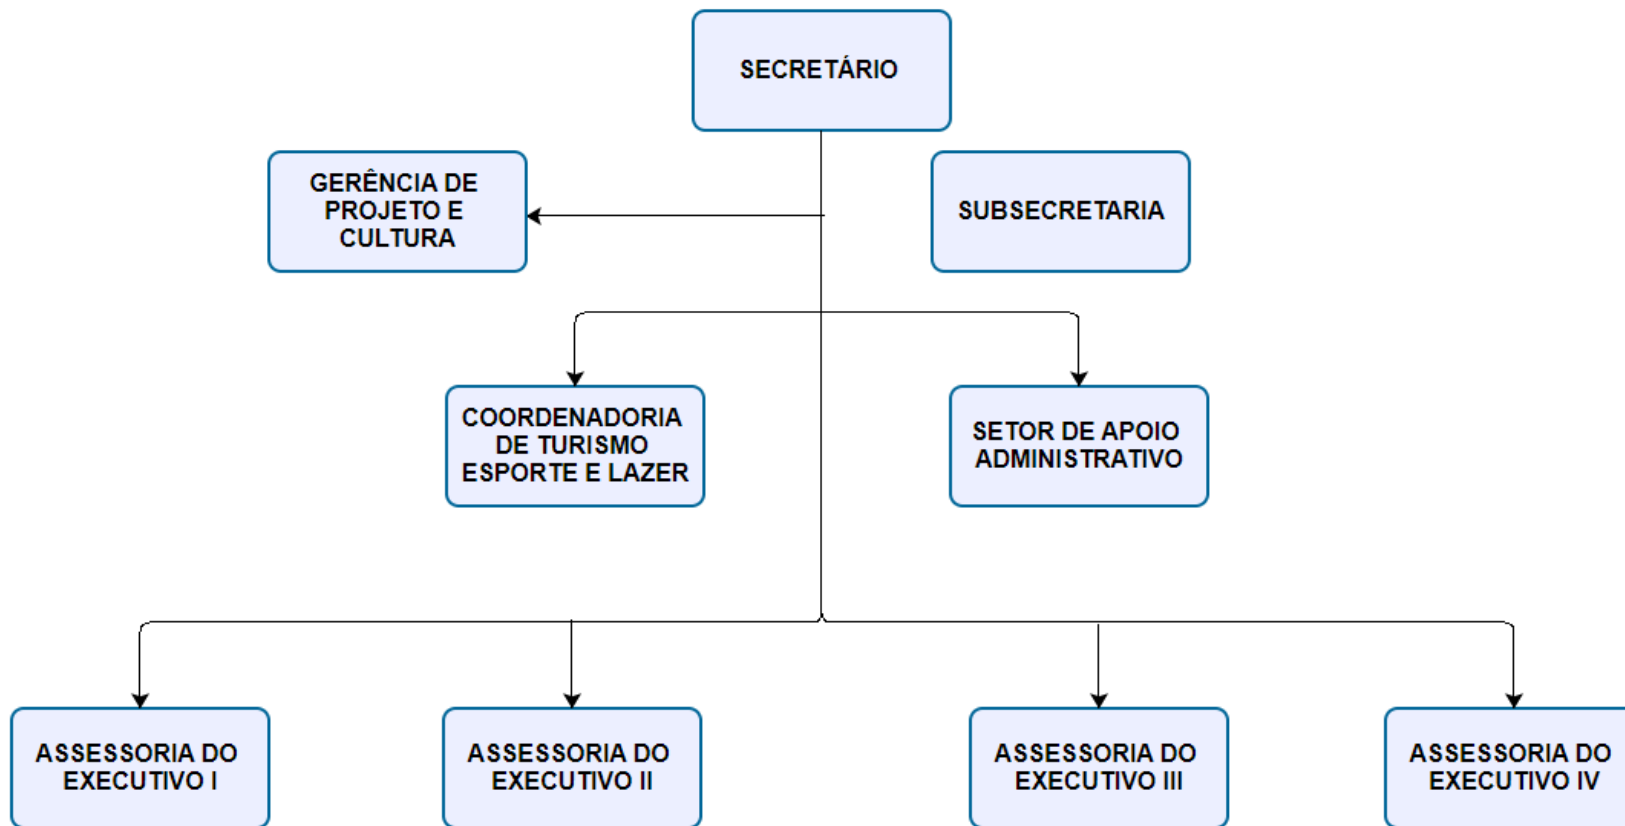 SECRETÁRIO
GERÊNCIA DE
PROJETO E
CULTURA
SUBSECRETARIA
COORDENADORIA
DE TURISMO
ESPORTE E LAZER
SETOR DE APOIO
ADMINISTRATIVO
ASSESSORIA DO
EXECUTIVO I
ASSESSORIA DO
EXECUTIVO II
ASSESSORIA DO
EXECUTIVO III
ASSESSORIA DO
EXECUTIVO IV